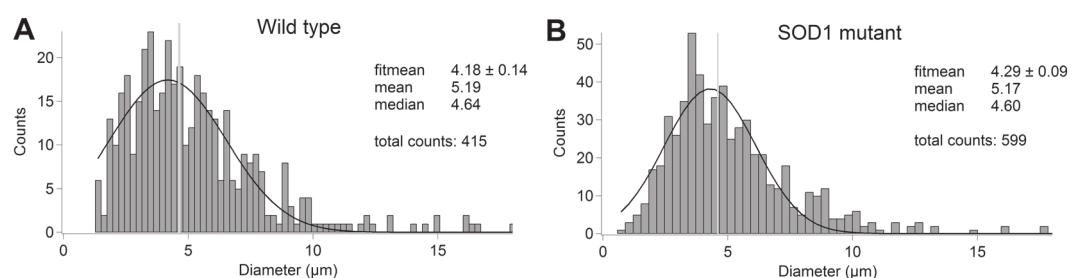 A
Wild type
fitmean 4.18 ± 0.14
mean 5.19
median 4.64
total counts: 415
Counts
20
15
10
5
0
0 5 10 15
Diameter (µm)
B
SOD1 mutant
fitmean 4.29 ± 0.09
mean 5.17
median 4.60
total counts: 599
Counts
50
40
30
20
10
0
0 5 10 15
Diameter (µm)